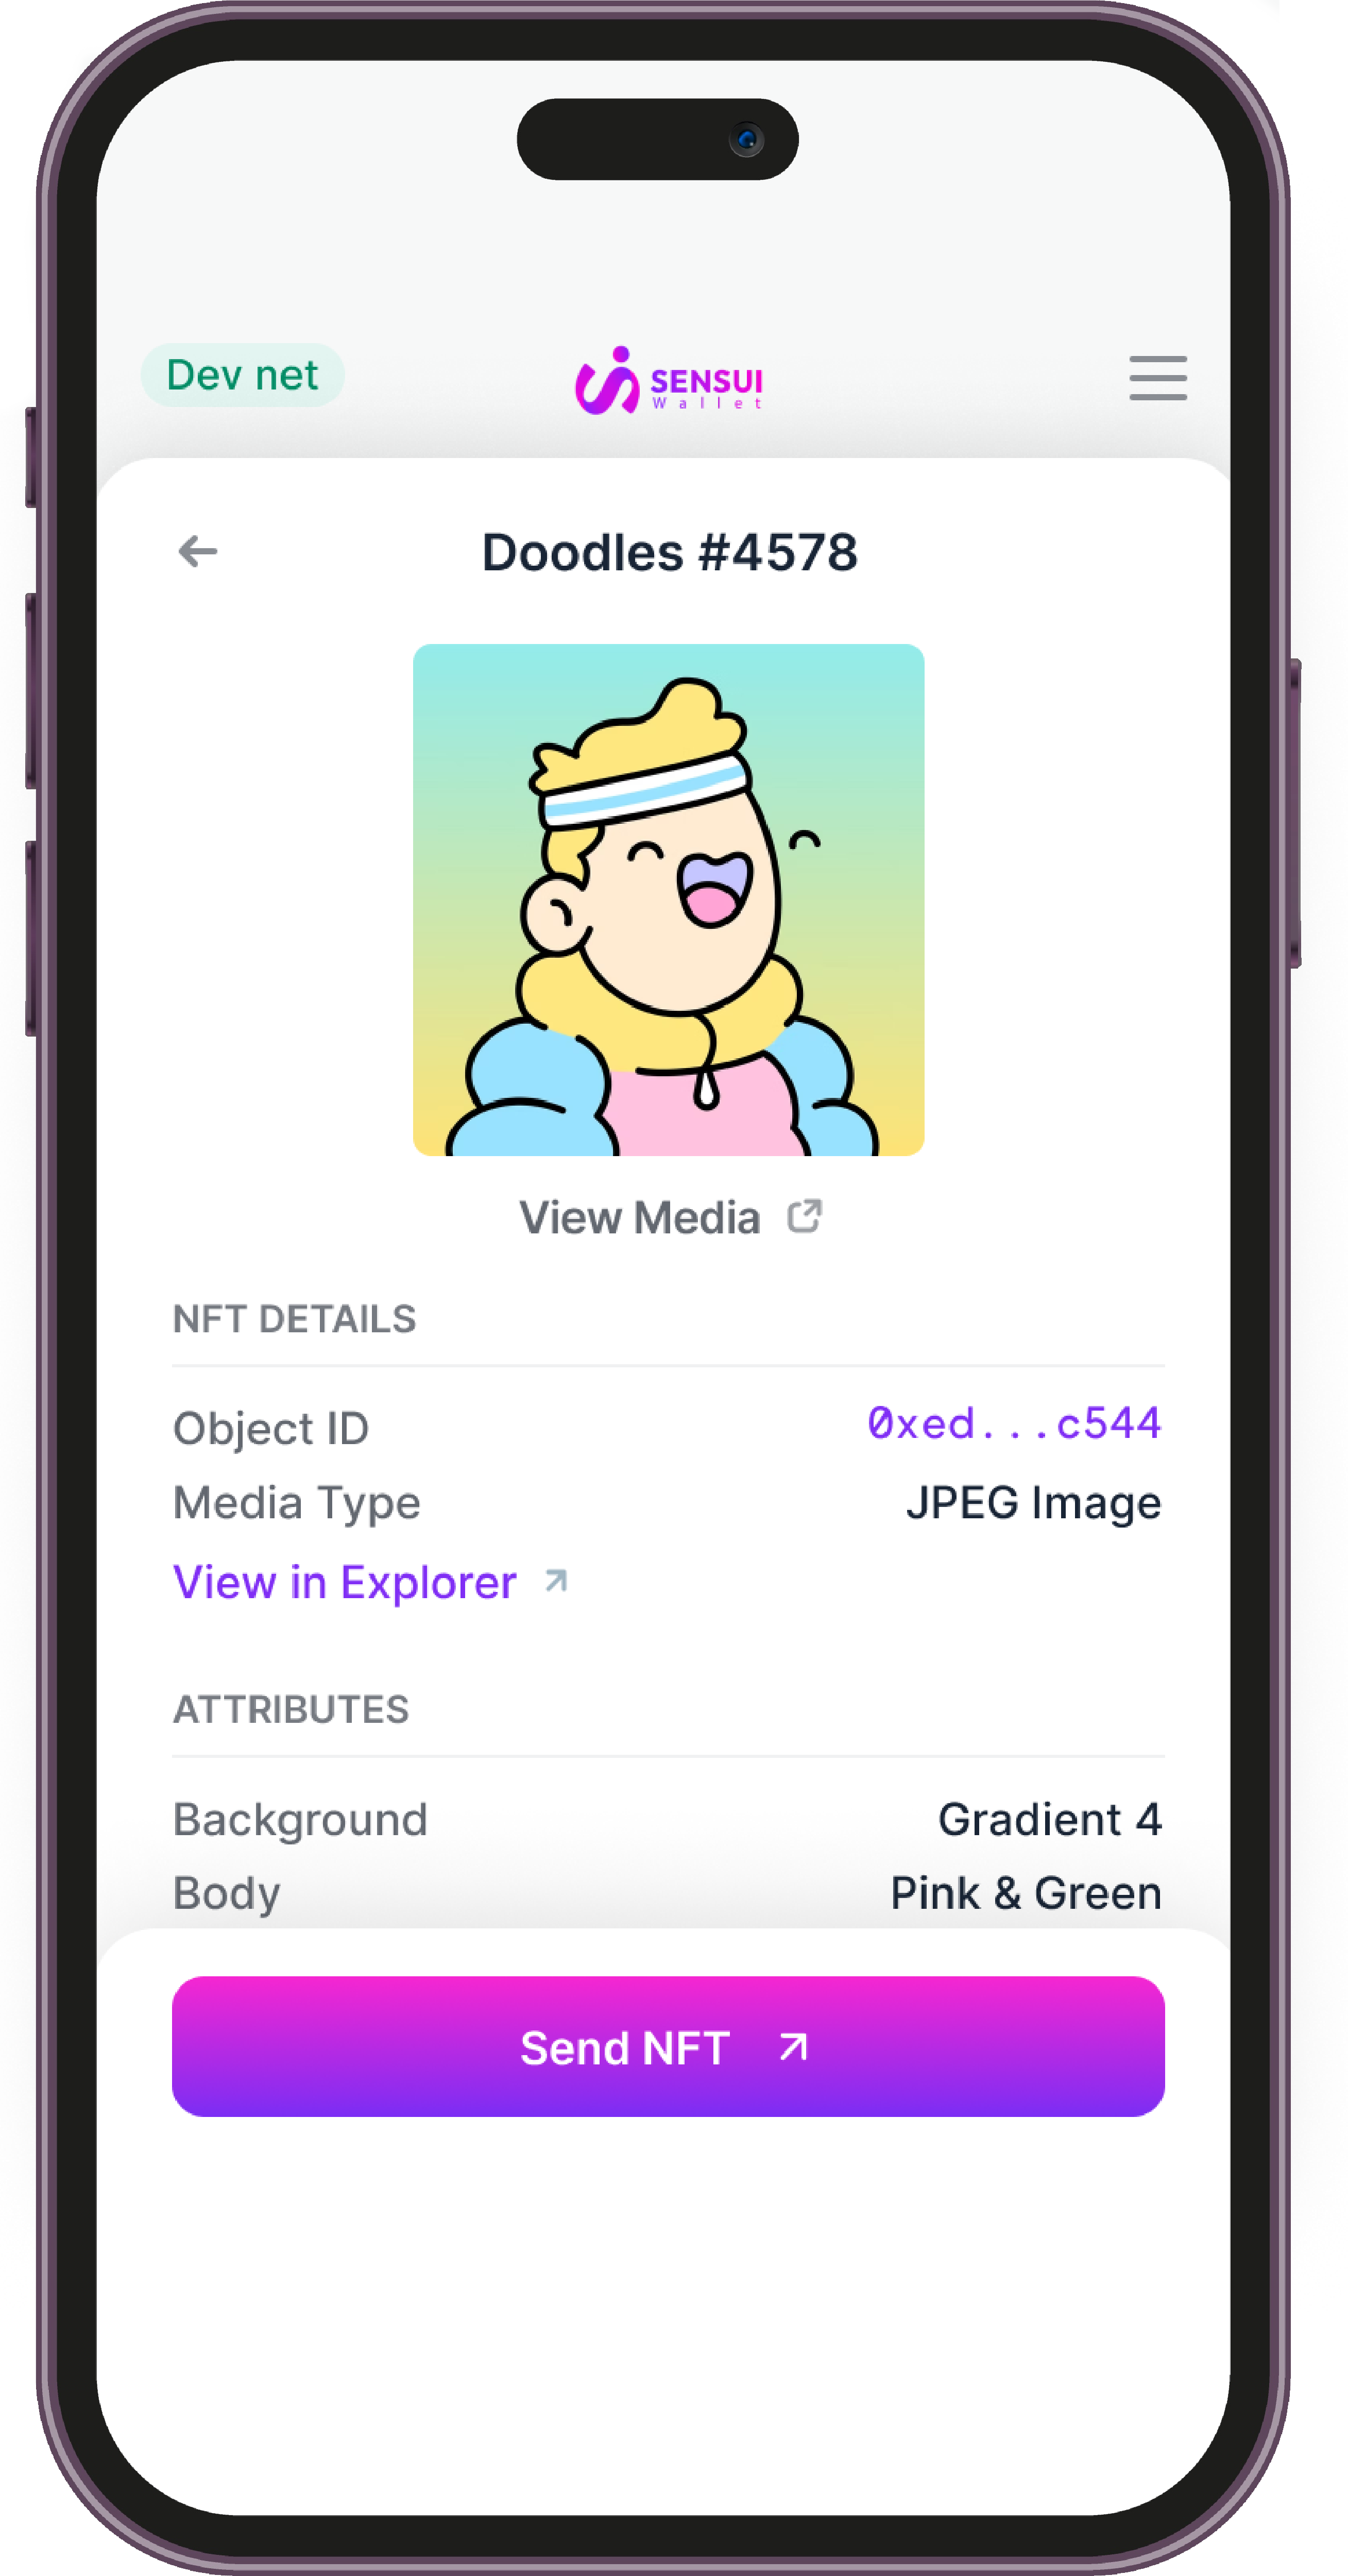 Dev net
SENSUI
Wallet
Doodles #4578
View Media
NFT DETAILS
Object ID 0xed...c544
Media Type JPEG Image
View in Explorer
ATTRIBUTES
Background Gradient 4
Body Pink & Green
Send NFT